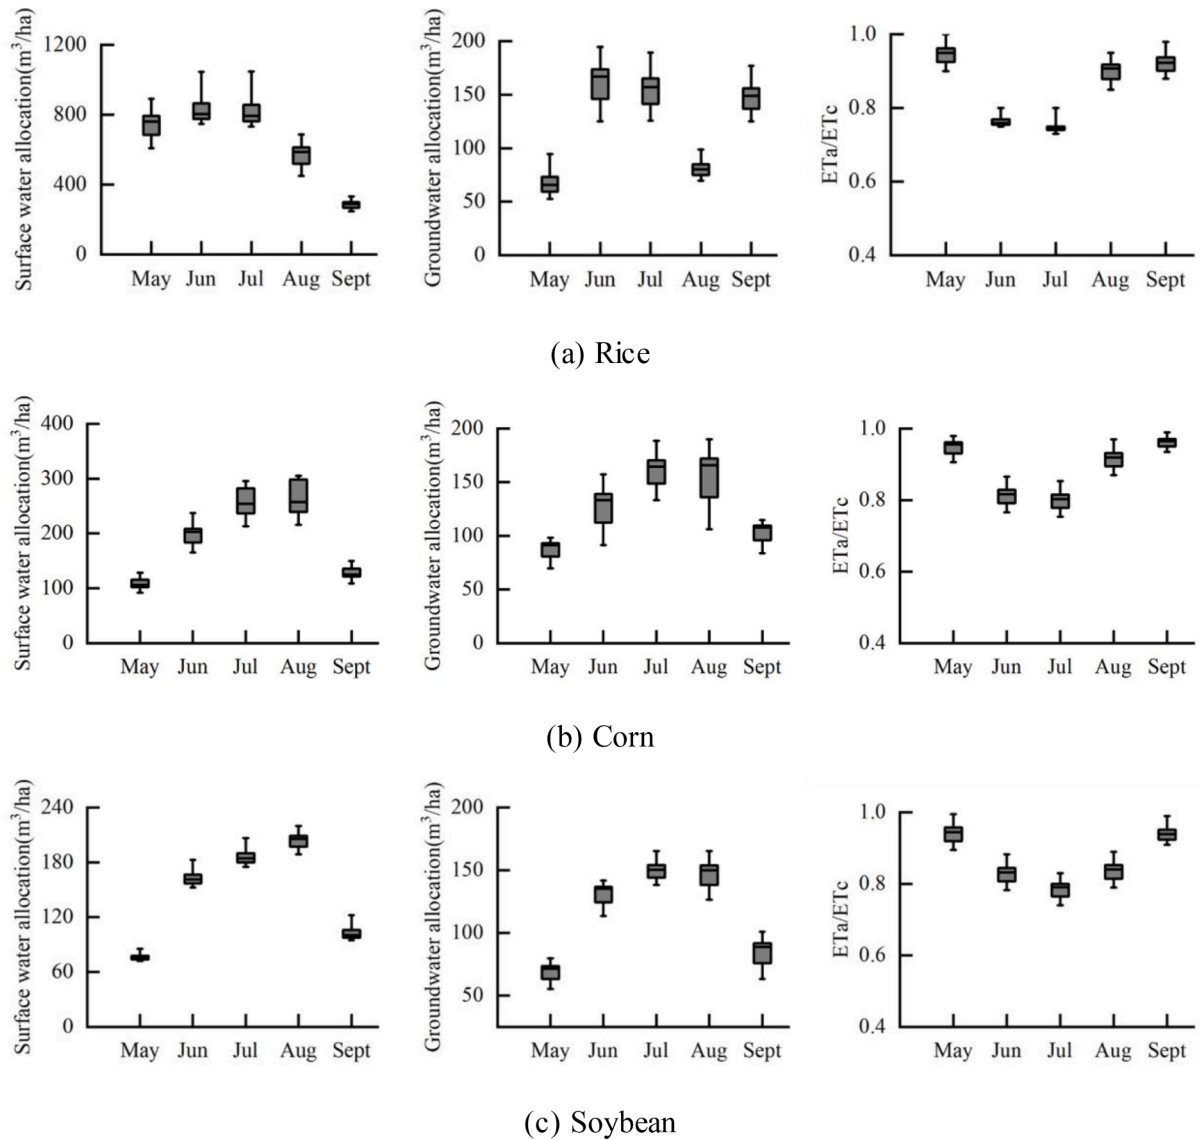 Surface water allocation(m³/ha)
1200
800
400
0
May Jun Jul Aug Sept
Groundwater allocation(m³/ha)
200
150
100
50
0
May Jun Jul Aug Sept
ETa/ETc
1.0
0.8
0.6
0.4
May Jun Jul Aug Sept
(a) Rice
Surface water allocation(m³/ha)
400
300
200
100
0
May Jun Jul Aug Sept
Groundwater allocation(m³/ha)
200
150
100
50
0
May Jun Jul Aug Sept
ETa/ETc
1.0
0.8
0.6
0.4
May Jun Jul Aug Sept
(b) Corn
Surface water allocation(m³/ha)
240
180
120
60
0
May Jun Jul Aug Sept
Groundwater allocation(m³/ha)
200
150
100
50
May Jun Jul Aug Sept
ETa/ETc
1.0
0.8
0.6
0.4
May Jun Jul Aug Sept
(c) Soybean